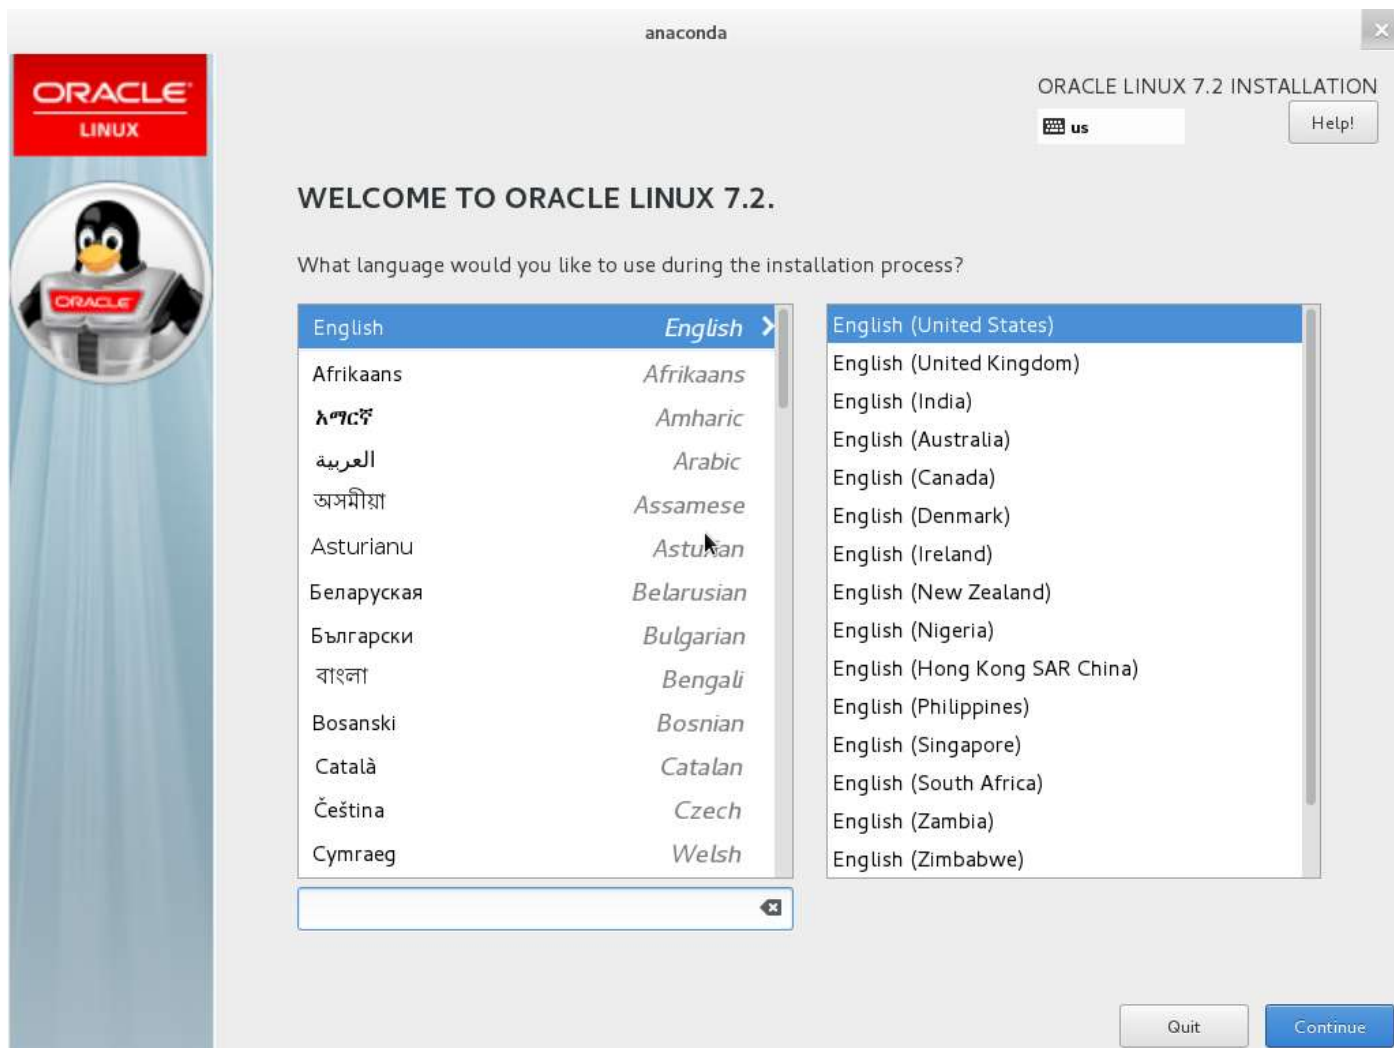 anaconda
ORACLE
LINUX
ORACLE LINUX 7.2 INSTALLATION
us
Help!
ORACLE
WELCOME TO ORACLE LINUX 7.2.
What language would you like to use during the installation process?
English English
Afrikaans Afrikaans
አማርኛ Amharic
العربية Arabic
অসমীয়া Assamese
Asturianu Asturian
Беларуская Belarusian
Български Bulgarian
বাংলা Bengali
Bosanski Bosnian
Català Catalan
Čeština Czech
Cymraeg Welsh
English (United States)
English (United Kingdom)
English (India)
English (Australia)
English (Canada)
English (Denmark)
English (Ireland)
English (New Zealand)
English (Nigeria)
English (Hong Kong SAR China)
English (Philippines)
English (Singapore)
English (South Africa)
English (Zambia)
English (Zimbabwe)
Quit
Continue